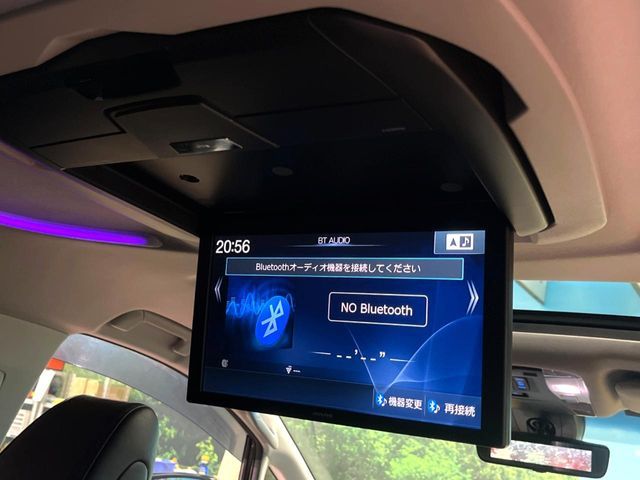 20:56
BT AUDIO
Bluetoothオーディオ機器を接続してください
NO Bluetooth
--'--"
機器変更
再接続